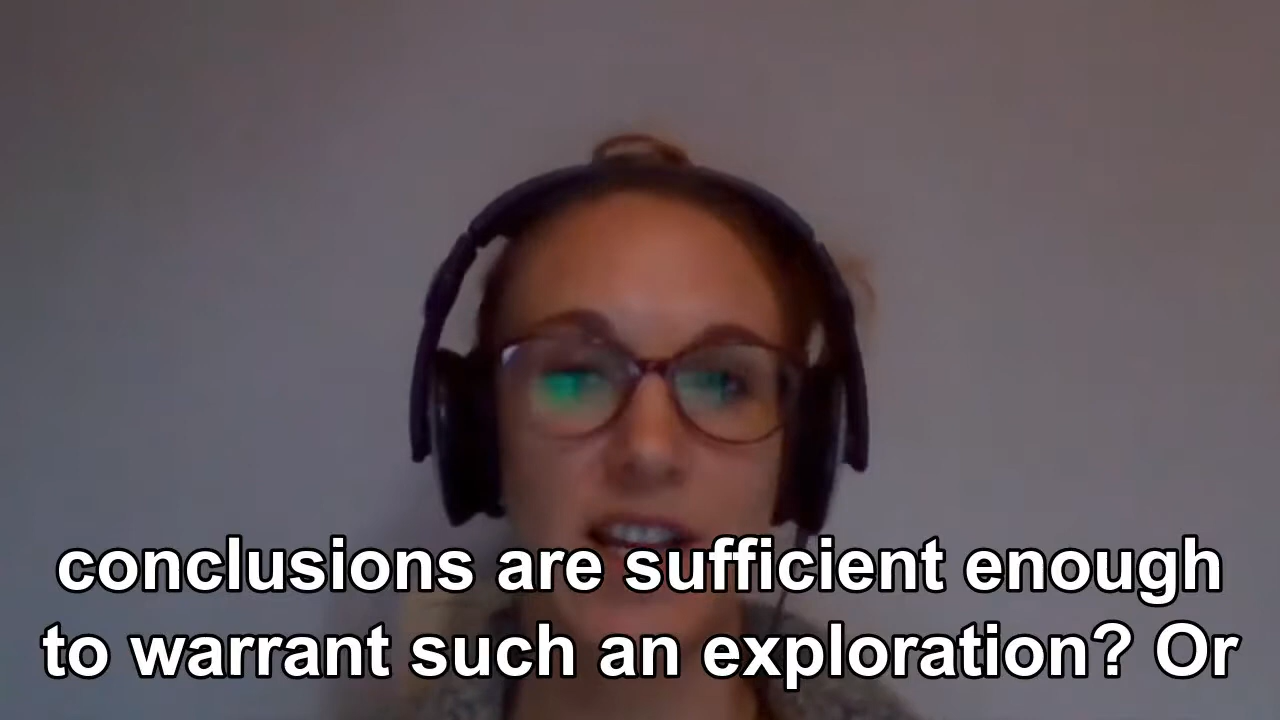 conclusions are sufficient enough
to warrant such an exploration? Or